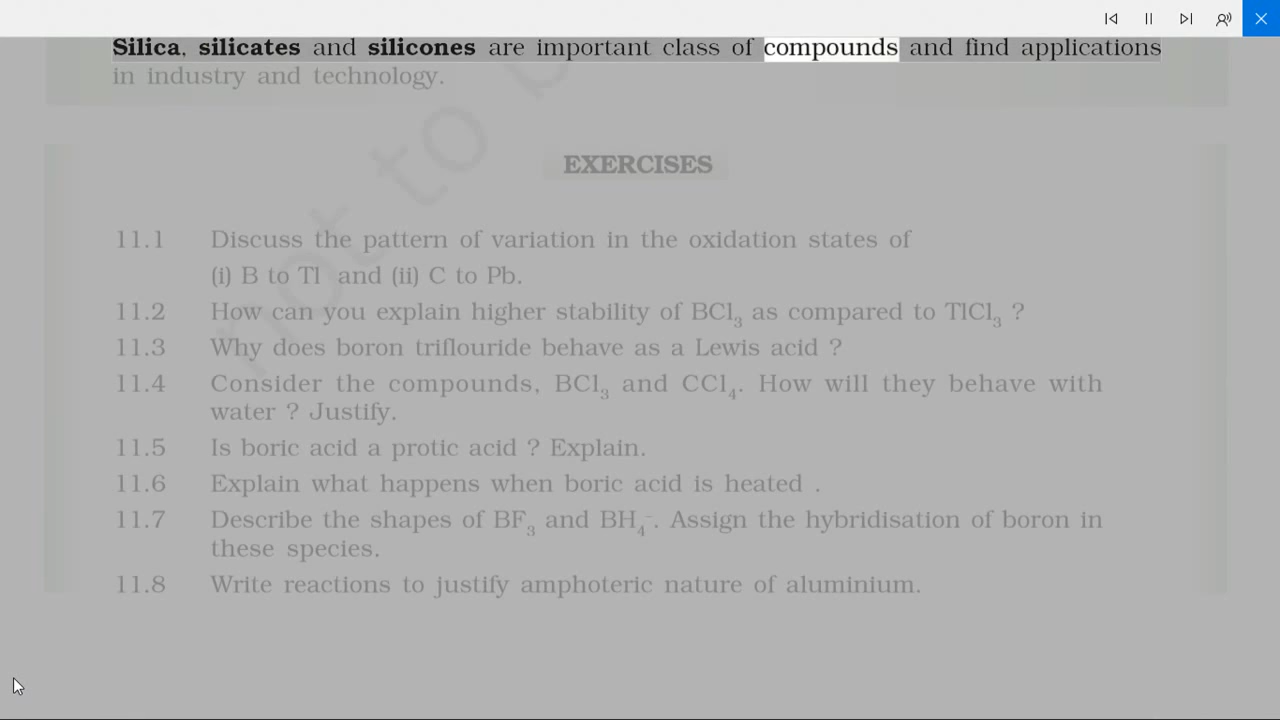 Silica, silicates and silicones are important class of compounds and find applications
in industry and technology.
EXERCISES
11.1 Discuss the pattern of variation in the oxidation states of
(i) B to Tl and (ii) C to Pb.
11.2 How can you explain higher stability of BCl₃ as compared to TlCl₃ ?
11.3 Why does boron triflouride behave as a Lewis acid ?
11.4 Consider the compounds, BCl₃ and CCl₄. How will they behave with
water ? Justify.
11.5 Is boric acid a protic acid ? Explain.
11.6 Explain what happens when boric acid is heated .
11.7 Describe the shapes of BF₃ and BH₄⁻. Assign the hybridisation of boron in
these species.
11.8 Write reactions to justify amphoteric nature of aluminium.
not to b